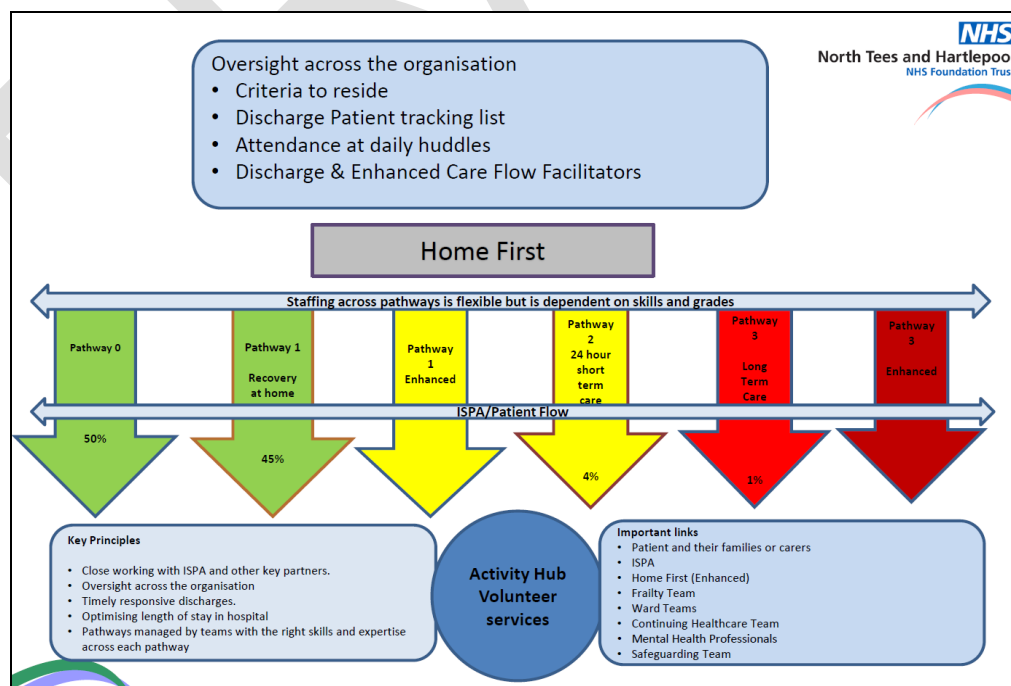 NHS
North Tees and Hartlepool
NHS Foundation Trust
Oversight across the organisation
• Criteria to reside
• Discharge Patient tracking list
• Attendance at daily huddles
• Discharge & Enhanced Care Flow Facilitators
Home First
Staffing across pathways is flexible but is dependent on skills and grades
Pathway 0
50%
Pathway 1
Recovery
at home
45%
Pathway
1
Enhanced
Pathway
2
24 hour
short
term
care
4%
Pathway
3
Long
Term
Care
1%
Pathway
3
Enhanced
ISPA/Patient Flow
Key Principles
• Close working with ISPA and other key partners.
• Oversight across the organisation
• Timely responsive discharges.
• Optimising length of stay in hospital
• Pathways managed by teams with the right skills and expertise
across each pathway
Activity Hub
Volunteer
services
Important links
• Patient and their families or carers
• ISPA
• Home First (Enhanced)
• Frailty Team
• Ward Teams
• Continuing Healthcare Team
• Mental Health Professionals
• Safeguarding Team